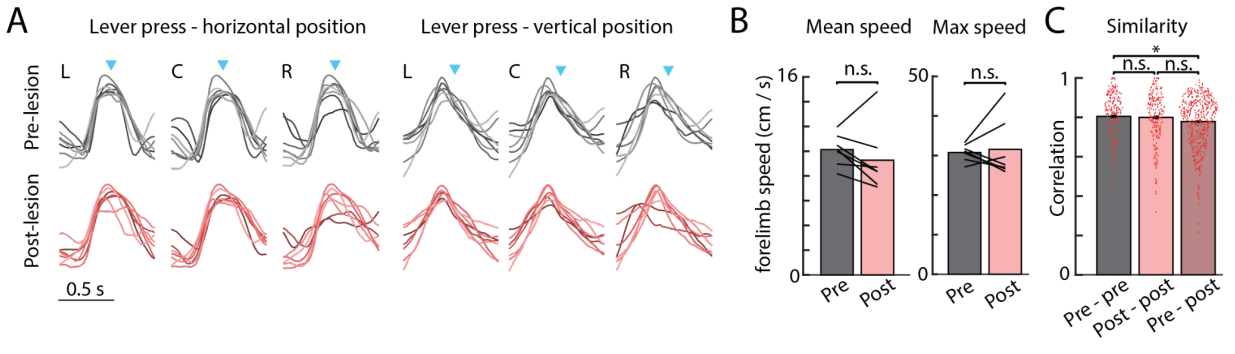 A
Lever press - horizontal position
Lever press - vertical position
L
C
R
L
C
R
Pre-lesion
Post-lesion
0.5 s
B
Mean speed
Max speed
forelimb speed (cm / s)
16
0
n.s.
Pre
Post
50
0
n.s.
Pre
Post
C
Similarity
*
n.s.
n.s.
Correlation
1
0
Pre - pre
Post - post
Pre - post